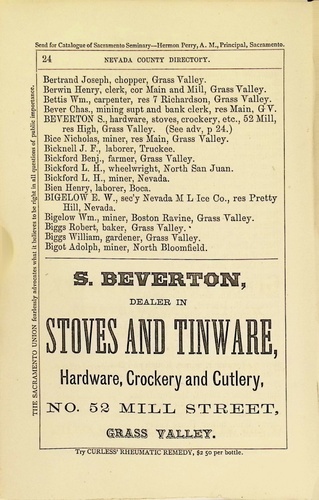 Send for Catalogue of Sacramento Seminary—Hermon Perry, A. M., Principal, Sacramento.
24 NEVADA COUNTY DIRECTORY.
Bertrand Joseph, chopper, Grass Valley.
Berwin Henry, clerk, cor Main and Mill, Grass Valley.
Bettis Wm., carpenter, res 7 Richardson, Grass Valley.
Bever Chas., mining supt and bank clerk, res Main, G V.
BEVERTON S., hardware, stoves, crockery, etc., 52 Mill,
res High, Grass Valley. (See adv, p 24.)
Bice Nicholas, miner, res Main, Grass Valley.
Bicknell J. F., laborer, Truckee.
Bickford Benj., farmer, Grass Valley.
Bickford L. H., wheelwright, North San Juan.
Bickford L. H., miner, Nevada.
Bien Henry, laborer, Boca.
BIGELOW E. W., sec'y Nevada M L Ice Co., res Pretty
Hill, Nevada.
Bigelow Wm., miner, Boston Ravine, Grass Valley.
Biggs Robert, baker, Grass Valley.
Biggs William, gardener, Grass Valley.
Bigot Adolph, miner, North Bloomfield.
S. BEVERTON,
DEALER IN
STOVES AND TINWARE,
Hardware, Crockery and Cutlery,
NO. 52 MILL STREET,
GRASS VALLEY.
Try CURLESS' RHEUMATIC REMEDY, $2 50 per bottle.
THE SACRAMENTO UNION fearlessly advocates what it believes to be right in all questions of public importance.